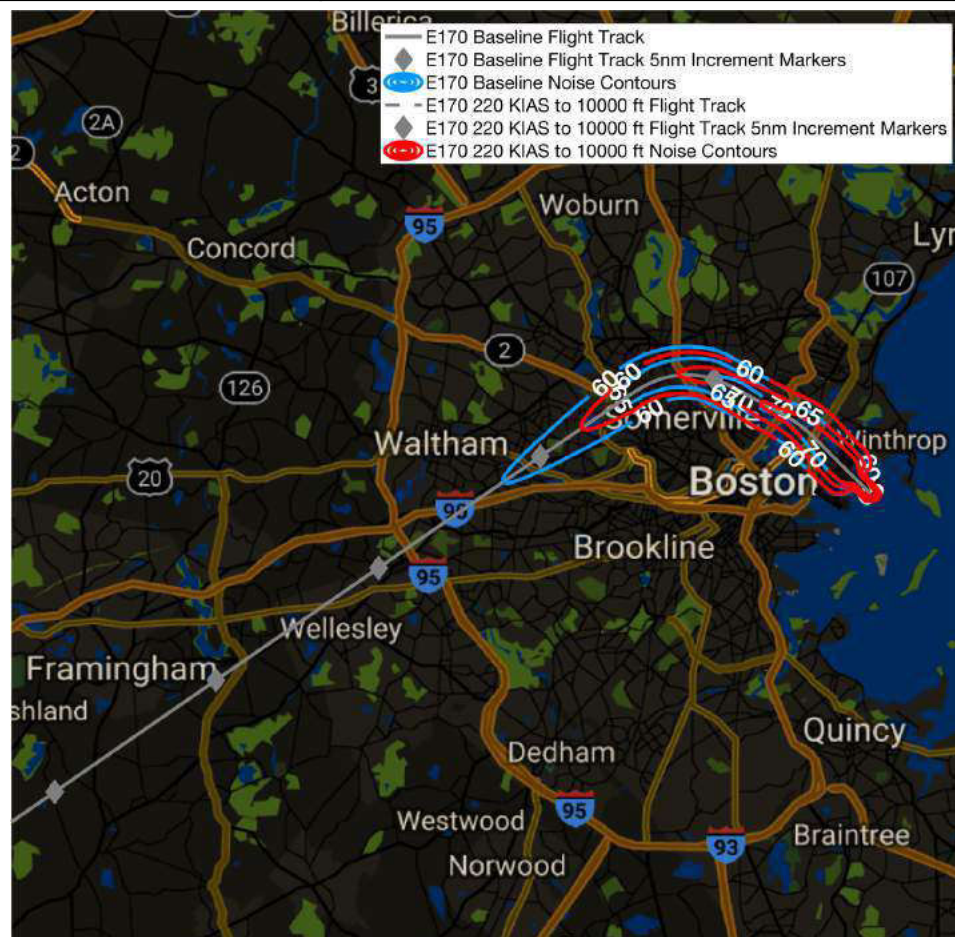 Billerica
E170 Baseline Flight Track
E170 Baseline Flight Track 5nm Increment Markers
E170 Baseline Noise Contours
E170 220 KIAS to 10000 ft Flight Track
E170 220 KIAS to 10000 ft Flight Track 5nm Increment Markers
E170 220 KIAS to 10000 ft Noise Contours
3
2A
2
Acton
Woburn
95
Concord
Lyn
107
2
126
60
60
60
65
60
65
70
65
Somerville
Waltham
Winthrop
20
60
70
Boston
Brookline
95
Wellesley
Framingham
shland
Quincy
Dedham
95
Westwood
Braintree
93
Norwood